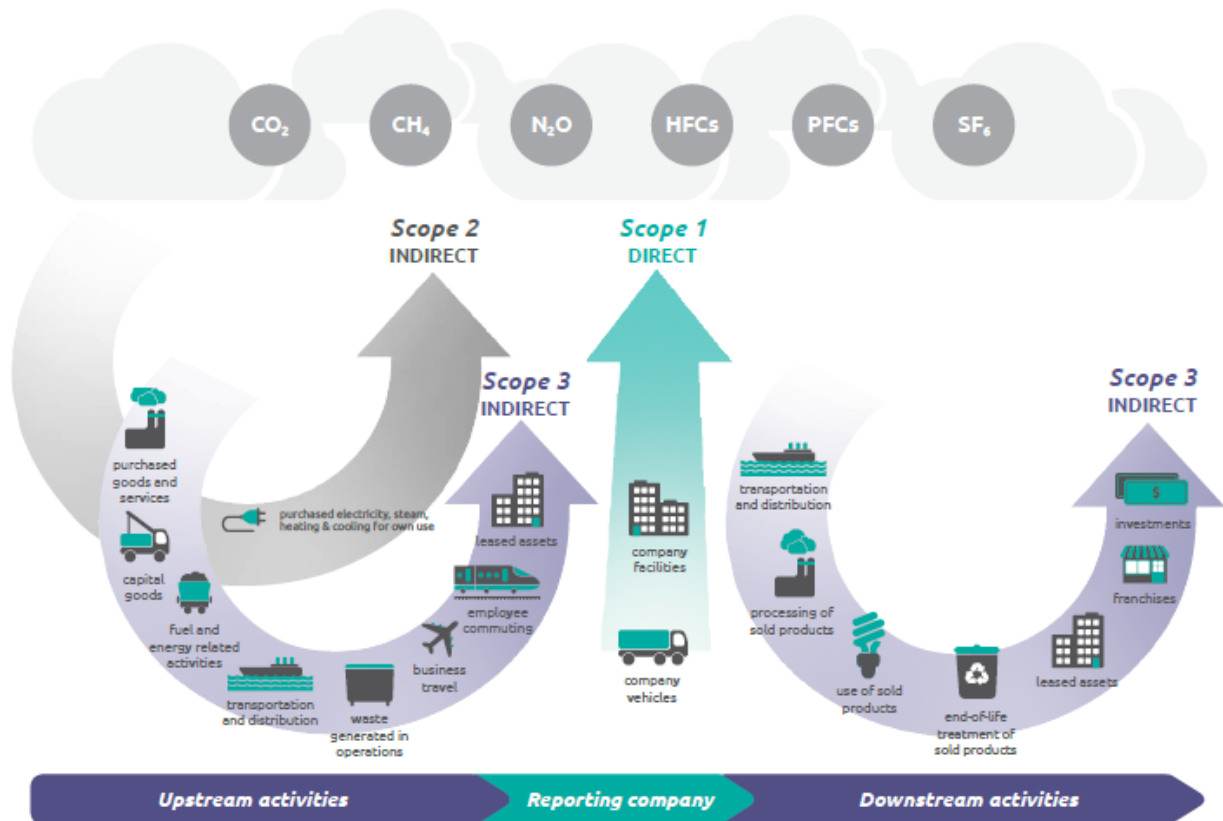 CO₂
CH₄
N₂O
HFCs
PFCs
SF₆
Scope 2
INDIRECT
Scope 1
DIRECT
Scope 3
INDIRECT
Scope 3
INDIRECT
purchased
goods and
services
capital
goods
fuel and
energy related
activities
transportation
and distribution
waste
generated in
operations
business
travel
employee
commuting
leased assets
purchased electricity, steam,
heating & cooling for own use
company
facilities
company
vehicles
transportation
and distribution
processing of
sold products
use of sold
products
end-of-life
treatment of
sold products
leased assets
franchises
$
investments
Upstream activities
Reporting company
Downstream activities